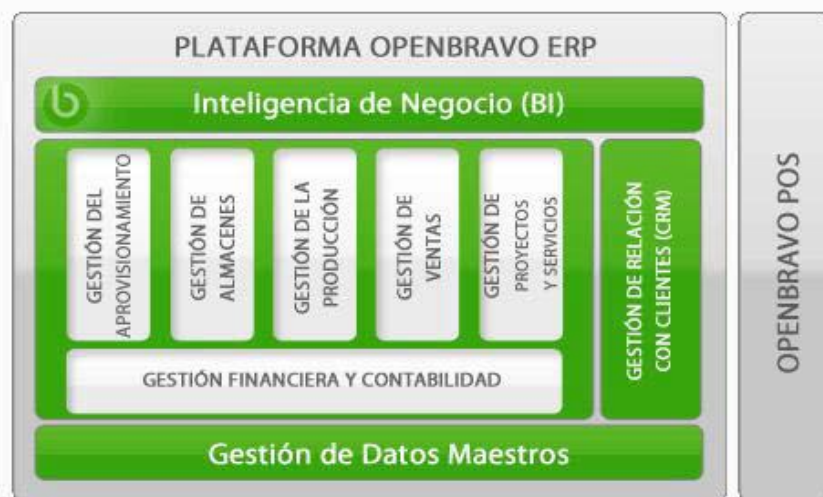 PLATAFORMA OPENBRAVO ERP
Inteligencia de Negocio (BI)
GESTIÓN DEL
APROVISIONAMIENTO
GESTIÓN DE
ALMACENES
GESTIÓN DE LA
PRODUCCIÓN
GESTIÓN DE
VENTAS
GESTIÓN DE
PROYECTOS
Y SERVICIOS
GESTIÓN DE RELACIÓN
CON CLIENTES (CRM)
GESTIÓN FINANCIERA Y CONTABILIDAD
Gestión de Datos Maestros
OPENBRAVO POS